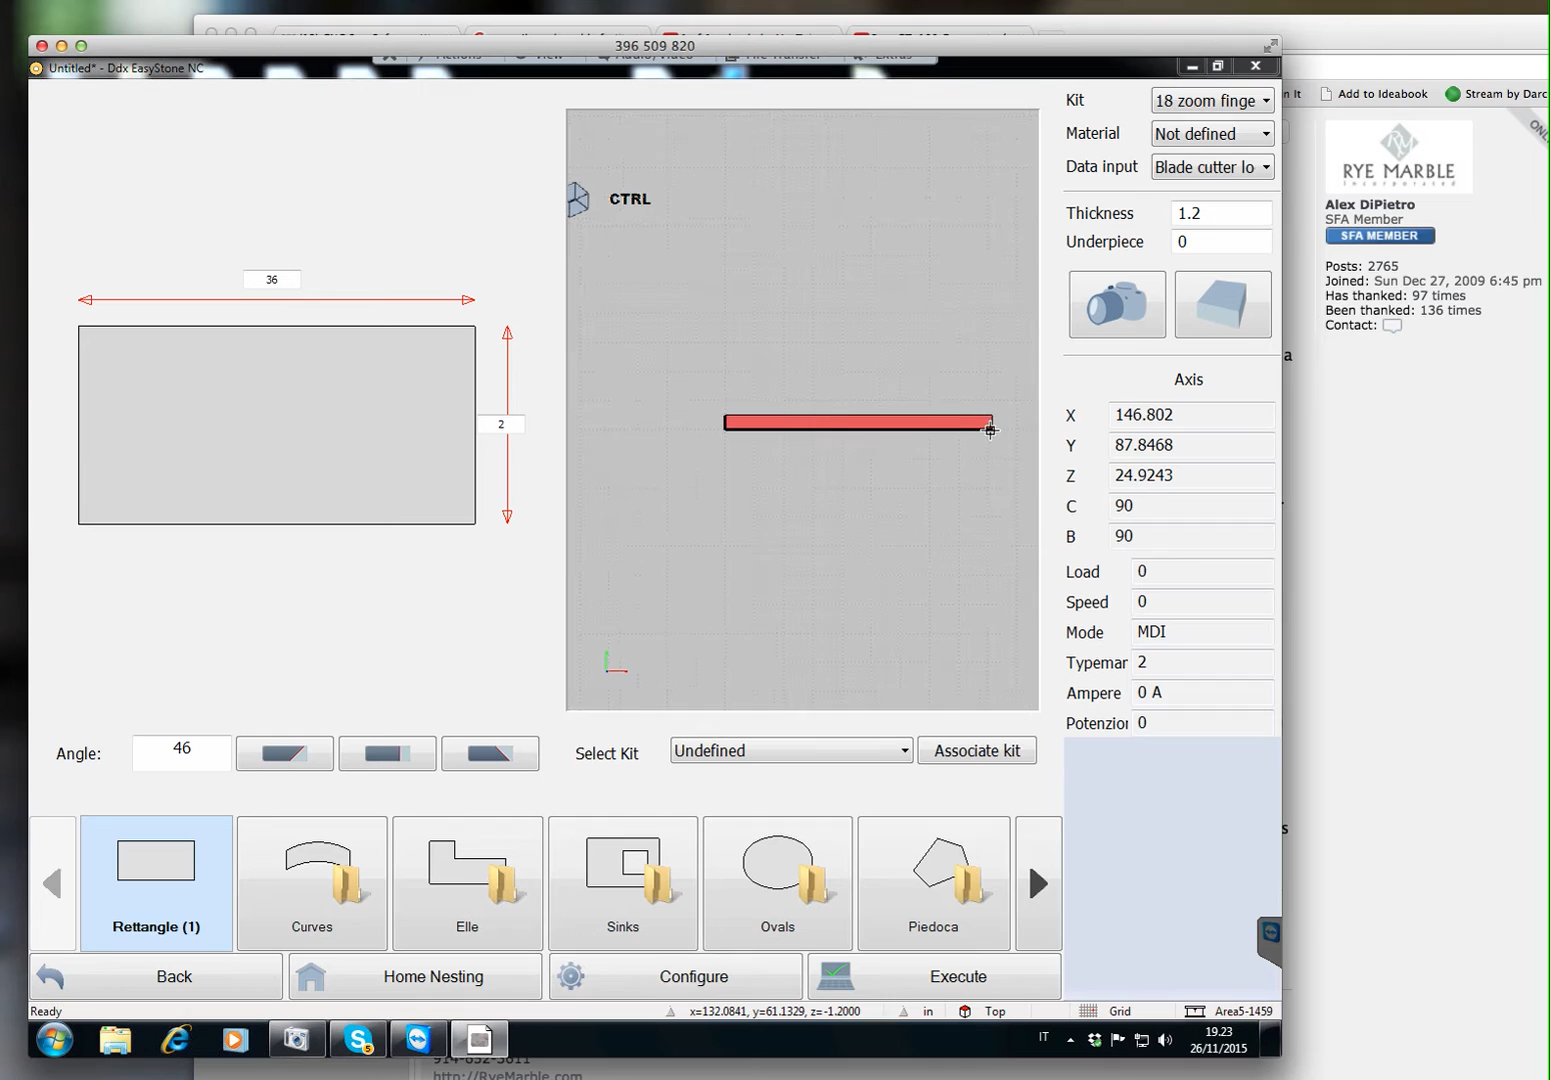 396 509 820
Untitled* - Ddx EasyStone NC
Add to Ideabook
Stream by Darc
Kit
18 zoom finge
Material
Not defined
Data input
Blade cutter lo
Thickness
1.2
Underpiece
0
CTRL
36
2
Axis
X
146.802
Y
87.8468
Z
24.9243
C
90
B
90
Load
0
Speed
0
Mode
MDI
Typemar
2
Ampere
0 A
Potenzior
0
RYE MARBLE
Incorporated
Alex DiPietro
SFA Member
SFA MEMBER
Posts: 2765
Joined: Sun Dec 27, 2009 6:45 pm
Has thanked: 97 times
Been thanked: 136 times
Contact:
Angle:
46
Select Kit
Undefined
Associate kit
Rettangle (1)
Curves
Elle
Sinks
Ovals
Piedoca
Back
Home Nesting
Configure
Execute
Ready
x=132.0841, y=61.1329, z=-1.2000
in
Top
Grid
Area5-1459
IT
19.23
26/11/2015
http://RyeMarble.com